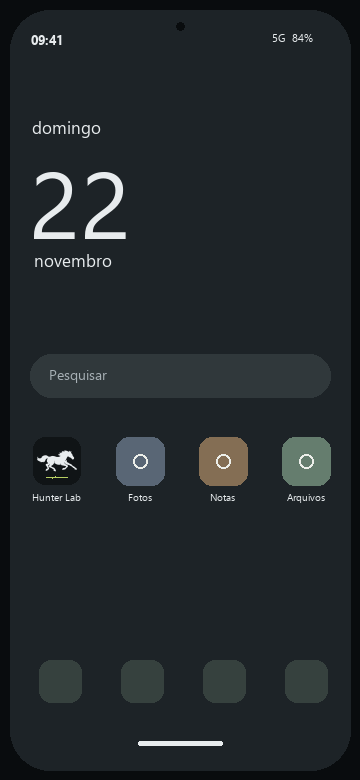 09:41
5G 84%
domingo
22
novembro
Pesquisar
Hunter Lab
Fotos
Notas
Arquivos